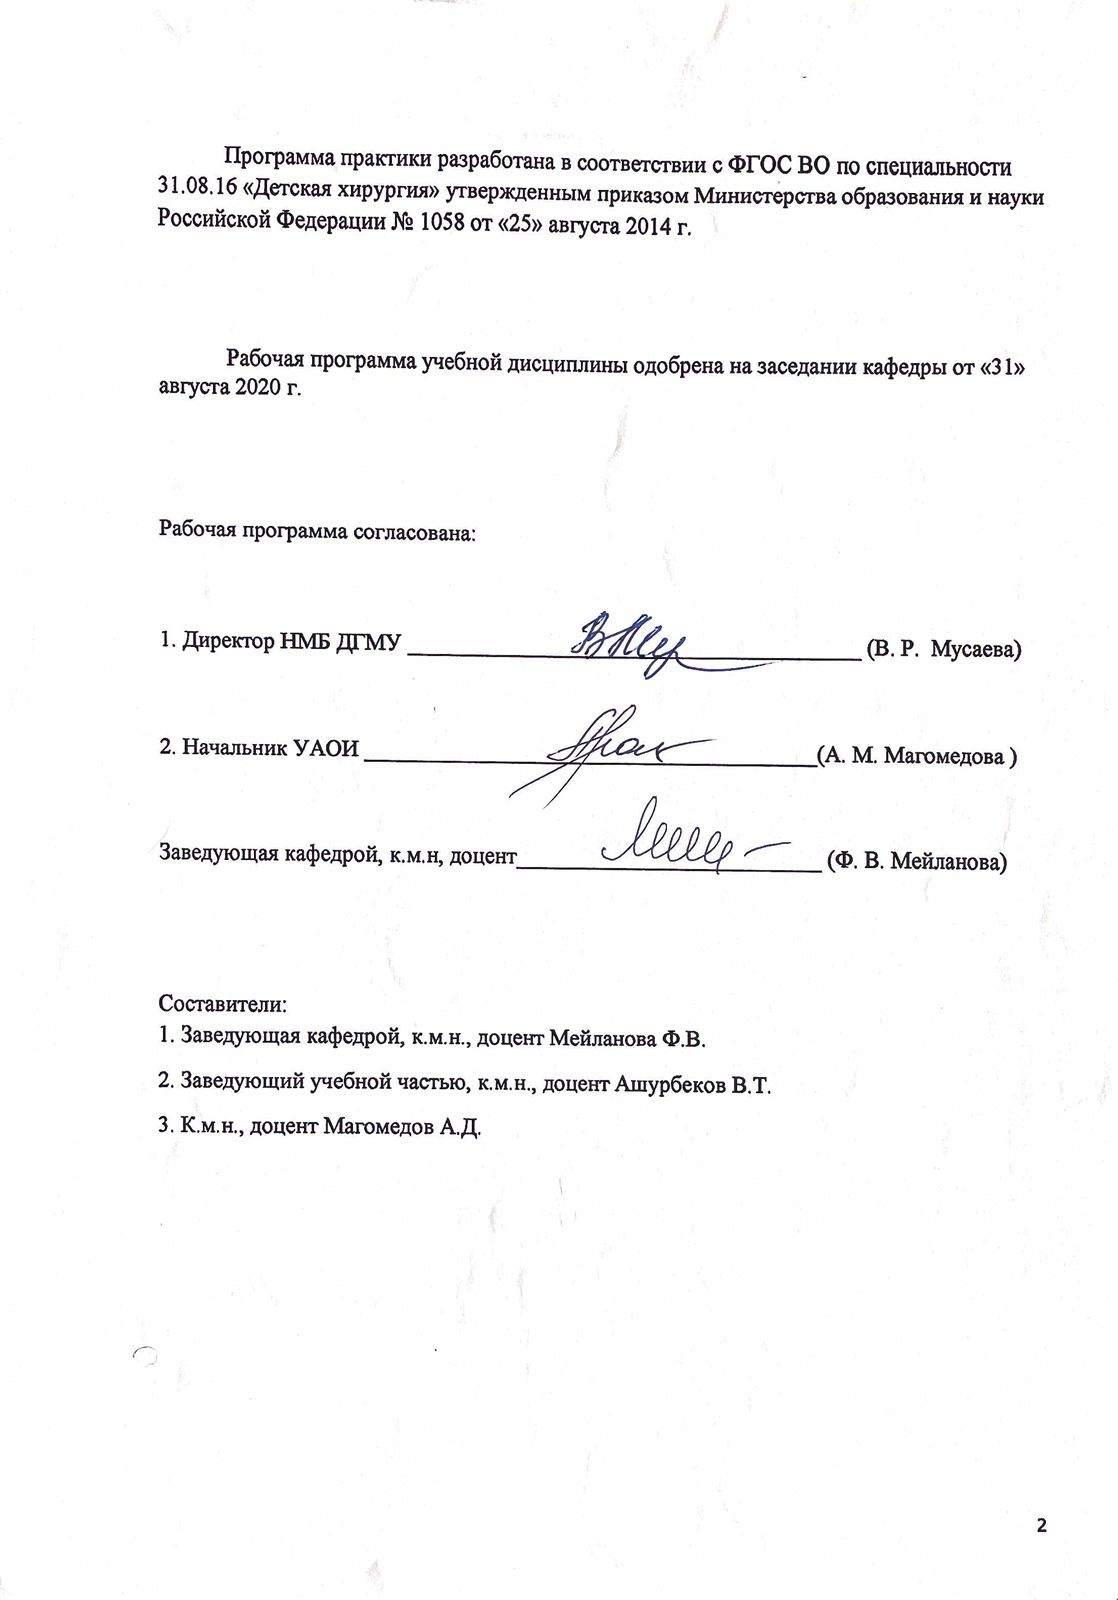 Программа практики разработана в соответствии с ФГОС ВО по специальности
31.08.16 «Детская хирургия» утвержденным приказом Министерства образования и науки
Российской Федерации № 1058 от «25» августа 2014 г.
Рабочая программа учебной дисциплины одобрена на заседании кафедры от «31»
августа 2020 г.
Рабочая программа согласована:
1. Директор НМБ ДГМУ (В. Р. Мусаева)
2. Начальник УАОИ (А. М. Магомедова )
Заведующая кафедрой, к.м.н, доцент (Ф. В. Мейланова)
Составители:
1. Заведующая кафедрой, к.м.н., доцент Мейланова Ф.В.
2. Заведующий учебной частью, к.м.н., доцент Ашурбеков В.Т.
3. К.м.н., доцент Магомедов А.Д.
2